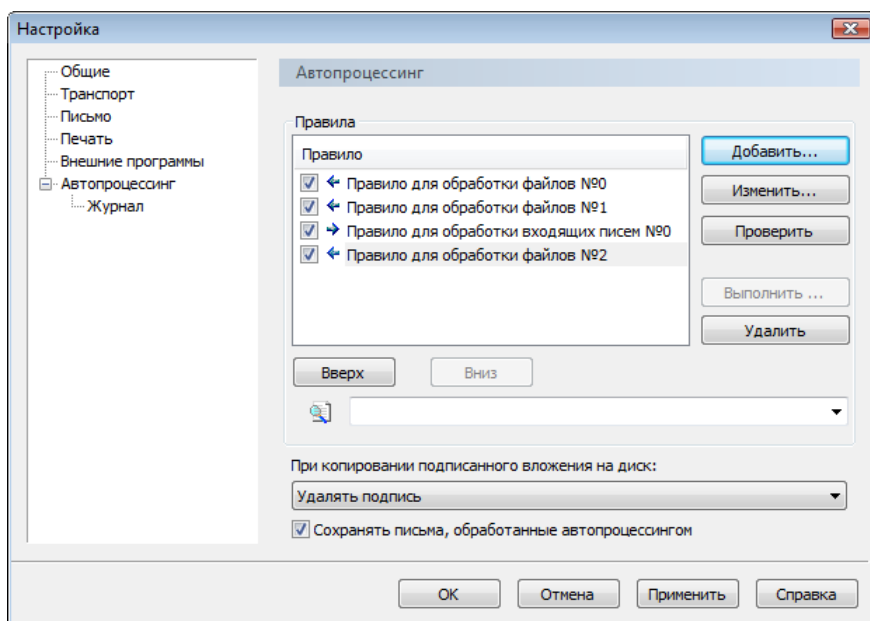 Настройка
Общие
Транспорт
Письмо
Печать
Внешние программы
Автопроцессинг
Журнал
Автопроцессинг
Правила
Правило
Правило для обработки файлов №0
Правило для обработки файлов №1
Правило для обработки входящих писем №0
Правило для обработки файлов №2
Добавить...
Изменить...
Проверить
Выполнить ...
Удалить
Вверх
Вниз
При копировании подписанного вложения на диск:
Удалять подпись
Сохранять письма, обработанные автопроцессингом
ОК
Отмена
Применить
Справка